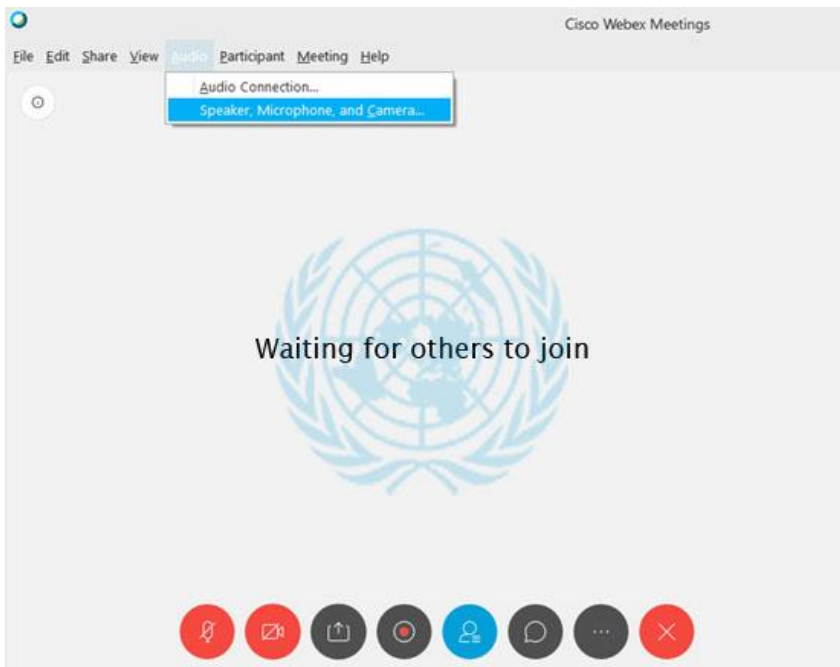 Cisco Webex Meetings
File Edit Share View Audio Participant Meeting Help
Audio Connection...
Speaker, Microphone, and Camera...
Waiting for others to join